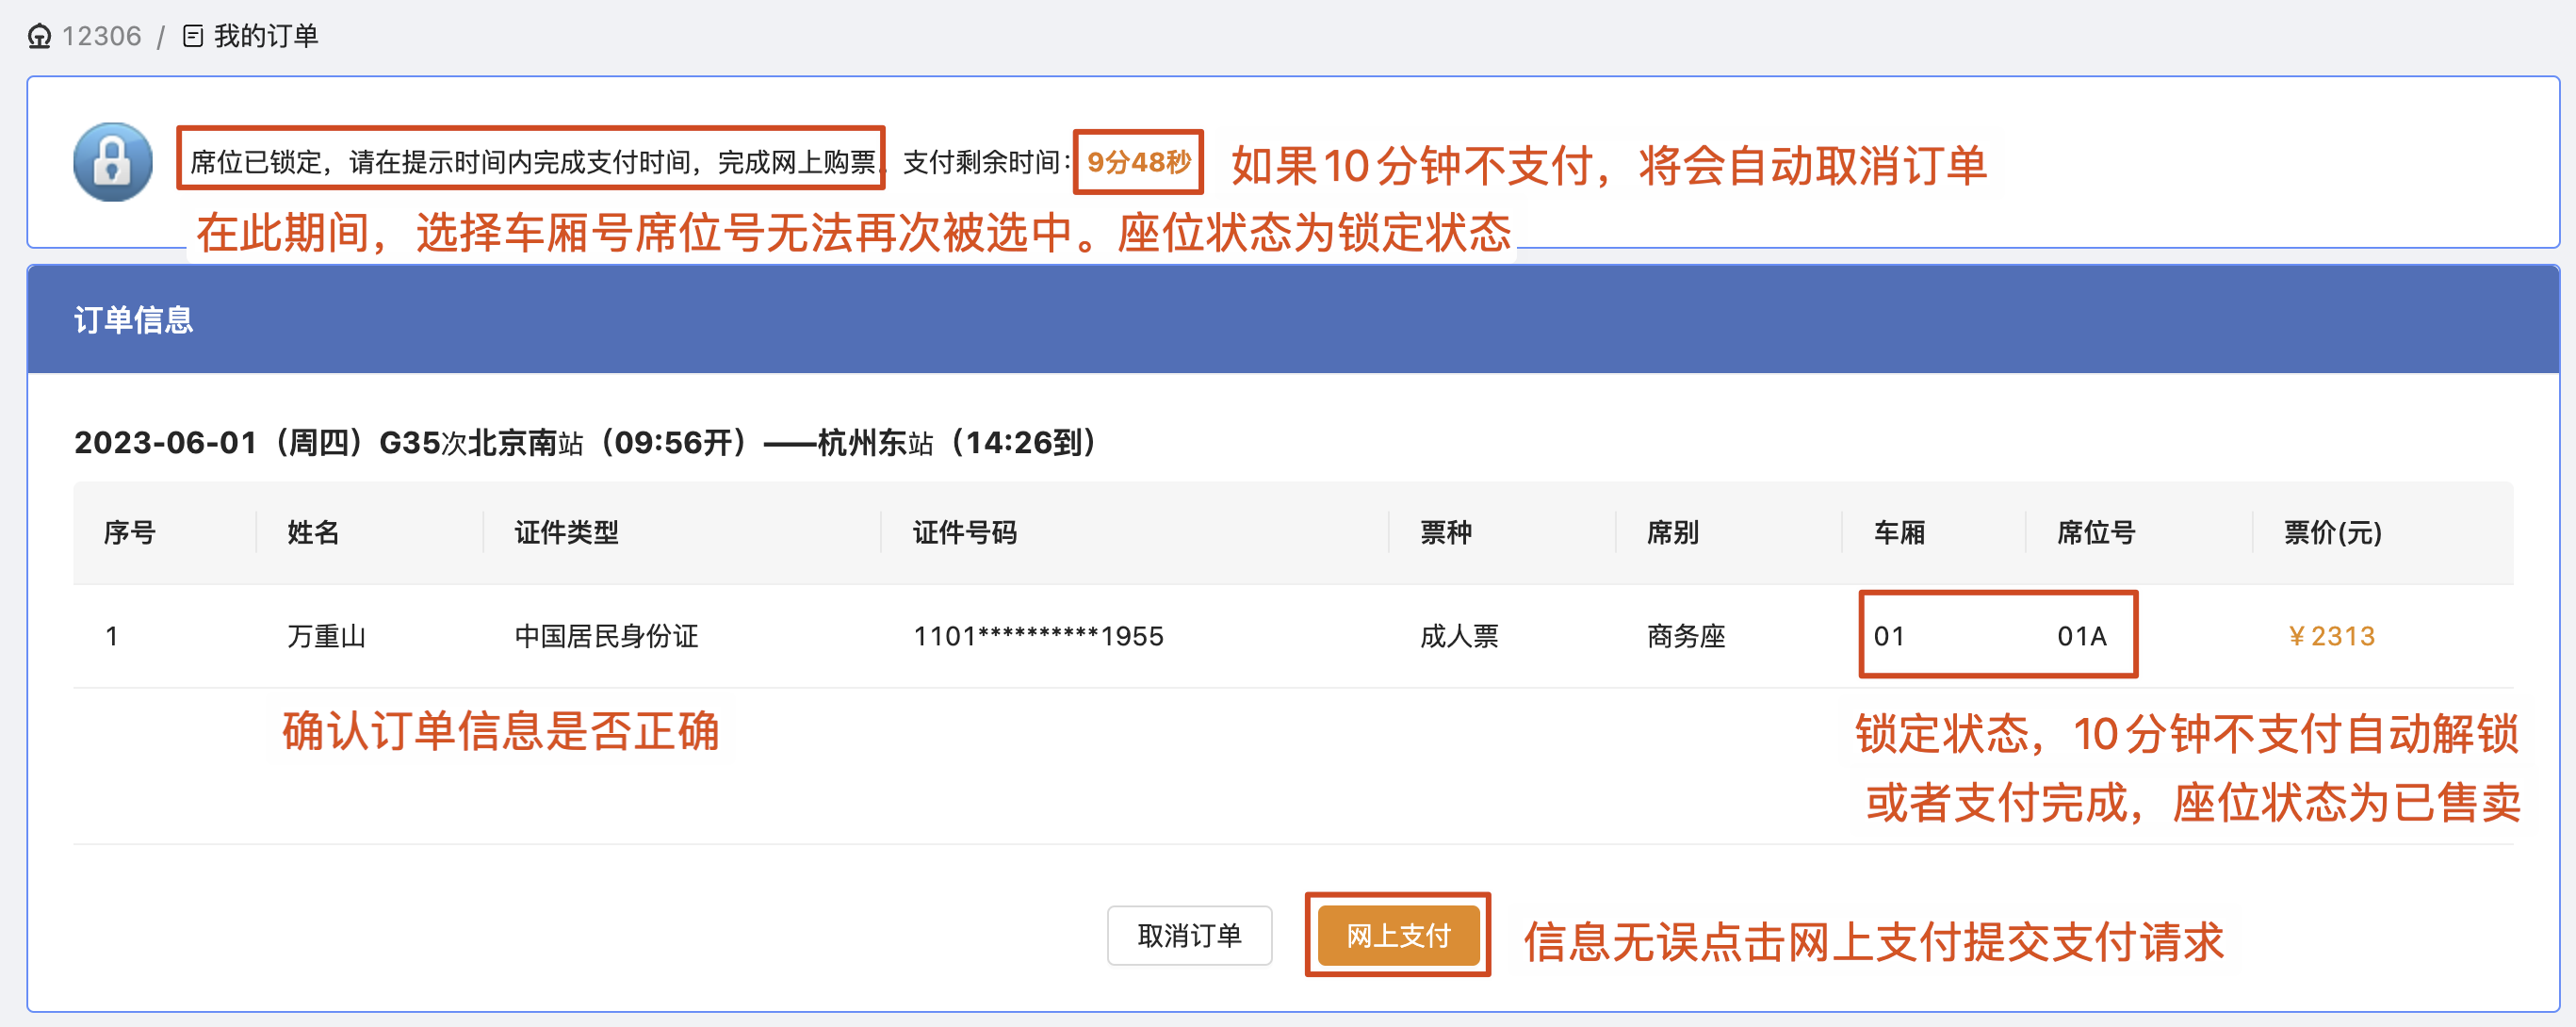 12306 / 我的订单
席位已锁定，请在提示时间内完成支付时间，完成网上购票。支付剩余时间：9分48秒 如果10分钟不支付，将会自动取消订单
在此期间，选择车厢号席位号无法再次被选中。座位状态为锁定状态
订单信息
2023-06-01（周四）G35次北京南站（09:56开）——杭州东站（14:26到）
序号 姓名 证件类型 证件号码 票种 席别 车厢 席位号 票价(元)
1 万重山 中国居民身份证 1101**********1955 成人票 商务座 01 01A ¥2313
确认订单信息是否正确
锁定状态，10分钟不支付自动解锁
或者支付完成，座位状态为已售卖
取消订单 网上支付 信息无误点击网上支付提交支付请求